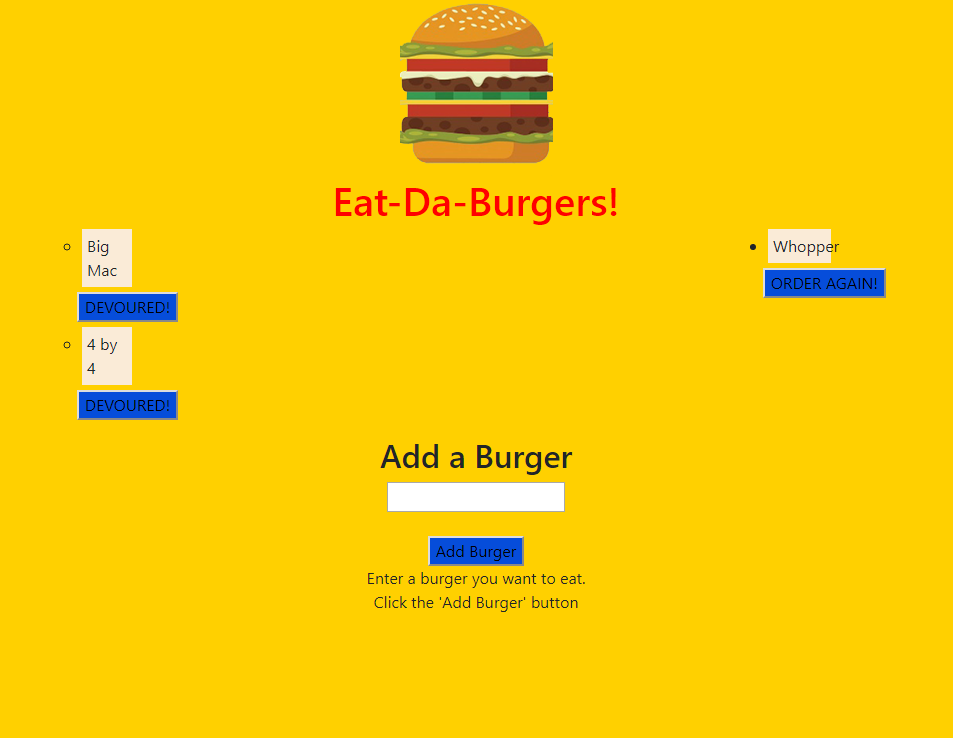 Eat-Da-Burgers!
Big
Mac
DEVOURED!
4 by
4
DEVOURED!
Whopper
ORDER AGAIN!
Add a Burger
Add Burger
Enter a burger you want to eat.
Click the 'Add Burger' button